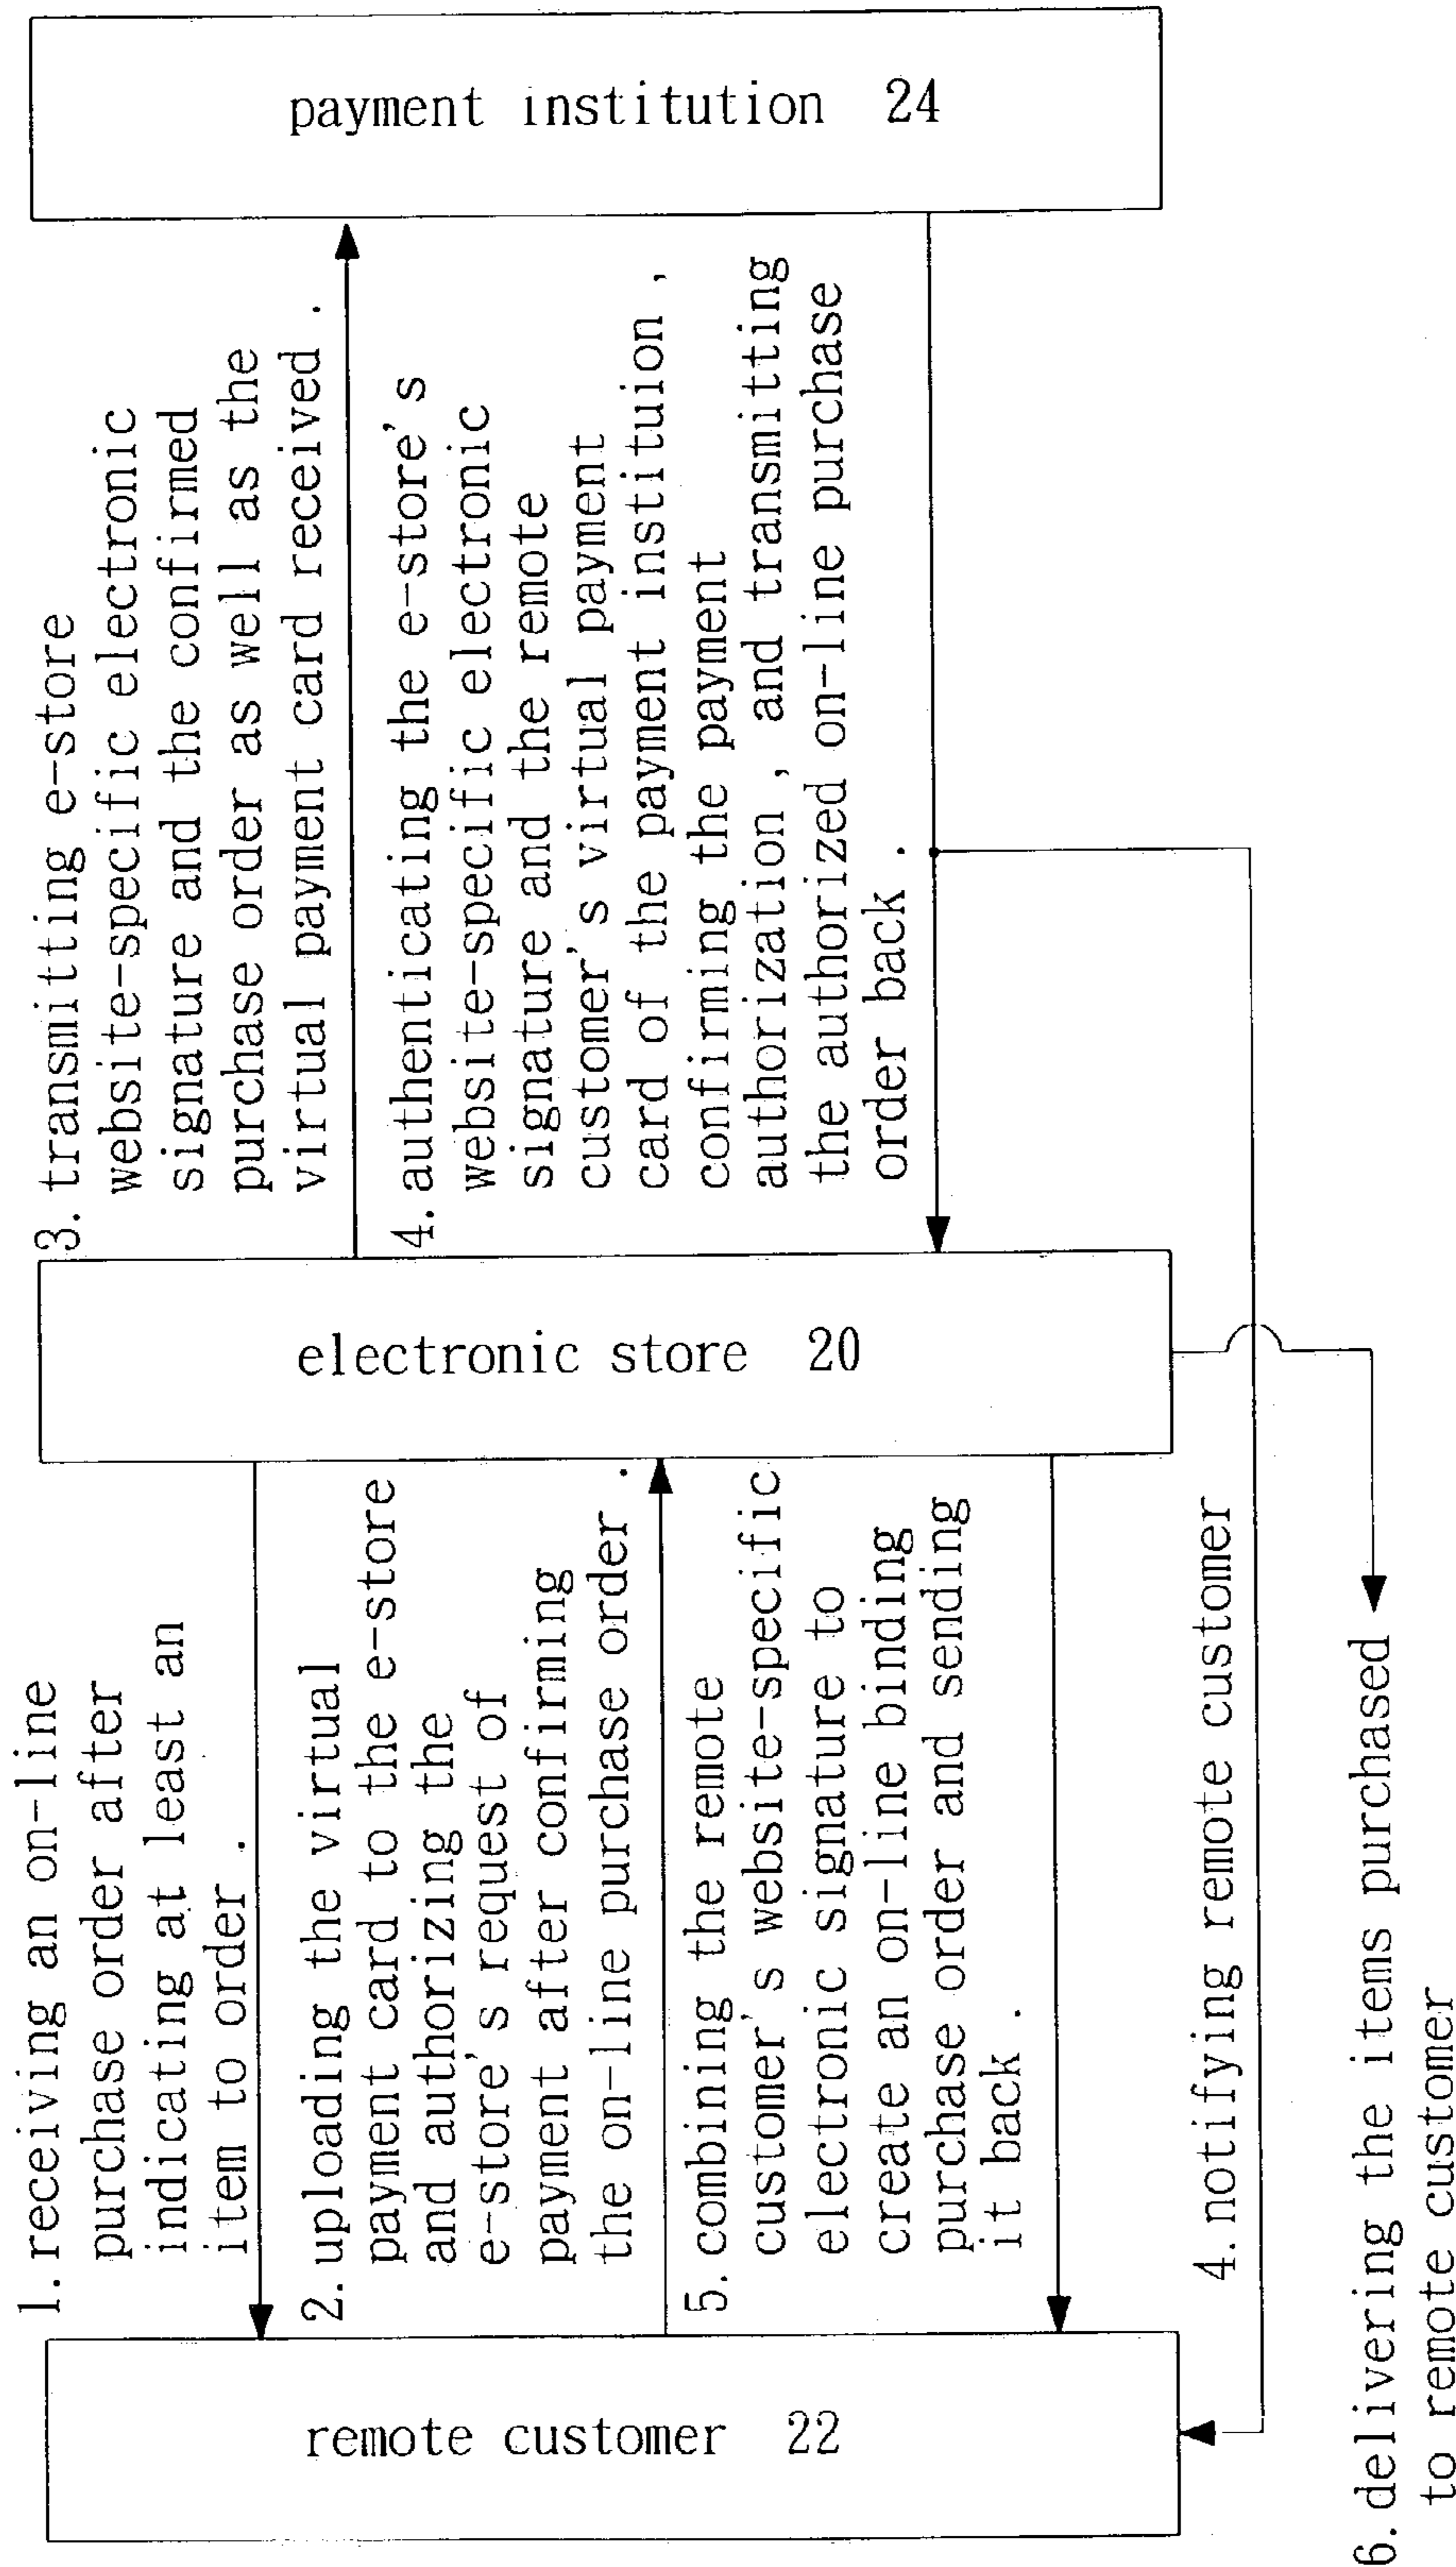 payment institution 24
3. transmitting e-store
website-specific electronic
signature and the confirmed
purchase order as well as the
virtual payment card received .
4. authenticating the e-store's
website-specific electronic
signature and the remote
customer's virtual payment
card of the payment instituion ,
confirming the payment
authorization , and transmitting
the authorized on-line purchase
order back .
electronic store 20
1. receiving an on-line
purchase order after
indicating at least an
item to order .
2. uploading the virtual
payment card to the e-store
and authorizing the
e-store's request of
payment after confirming
the on-line purchase order .
5. combining the remote
customer's website-specific
electronic signature to
create an on-line binding
purchase order and sending
it back .
4. notifying remote customer
remote customer 22
6. delivering the items purchased
to remote customer